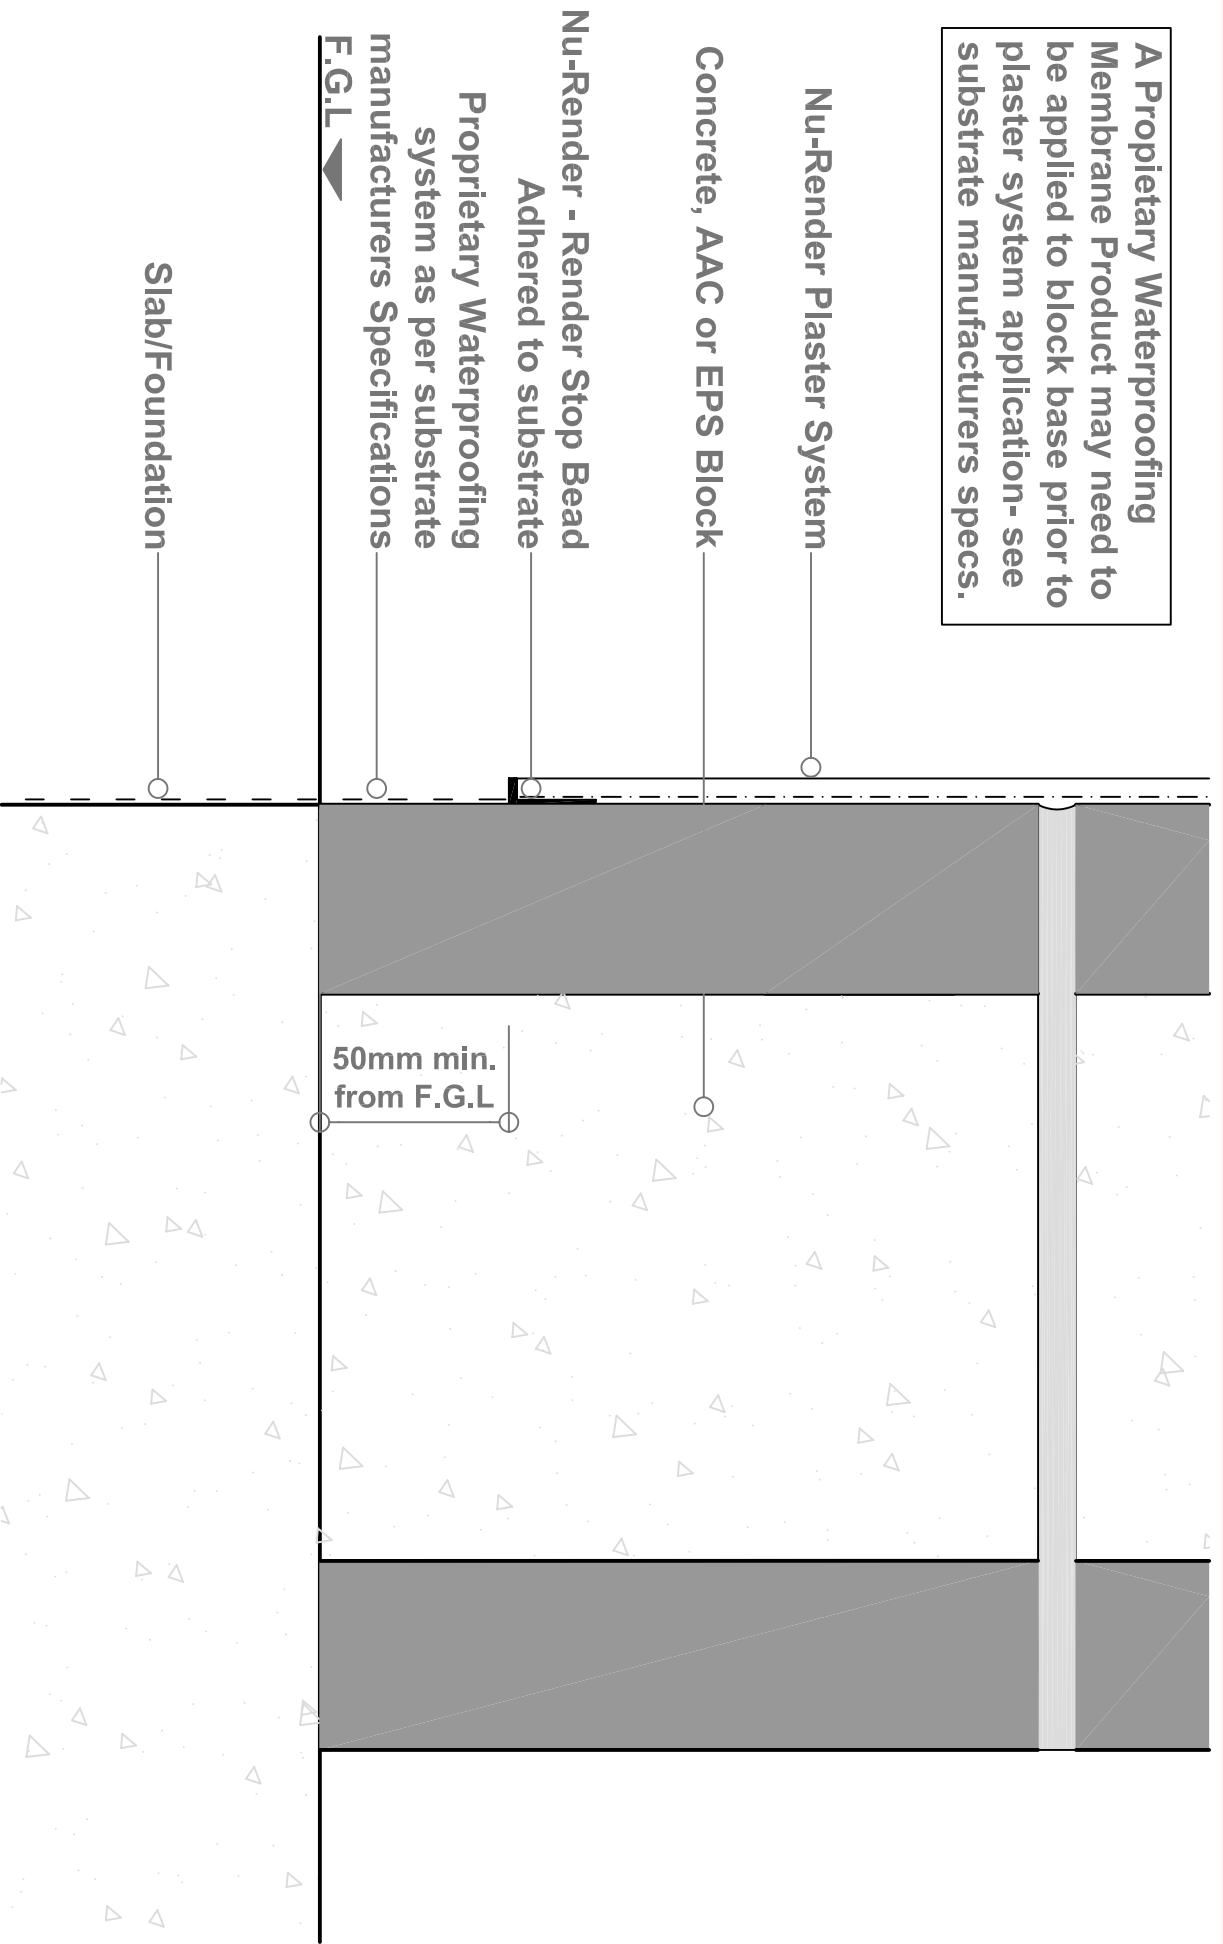 A Propietary Waterproofing
Membrane Product may need to
be applied to block base prior to
plaster system application- see
substrate manufacturers specs.
Nu-Render Plaster System
Concrete, AAC or EPS Block
Nu-Render - Render Stop Bead
Adhered to substrate
Proprietary Waterproofing
system as per substrate
manufacturers Specifications
F.G.L
Slab/Foundation
50mm min.
from F.G.L